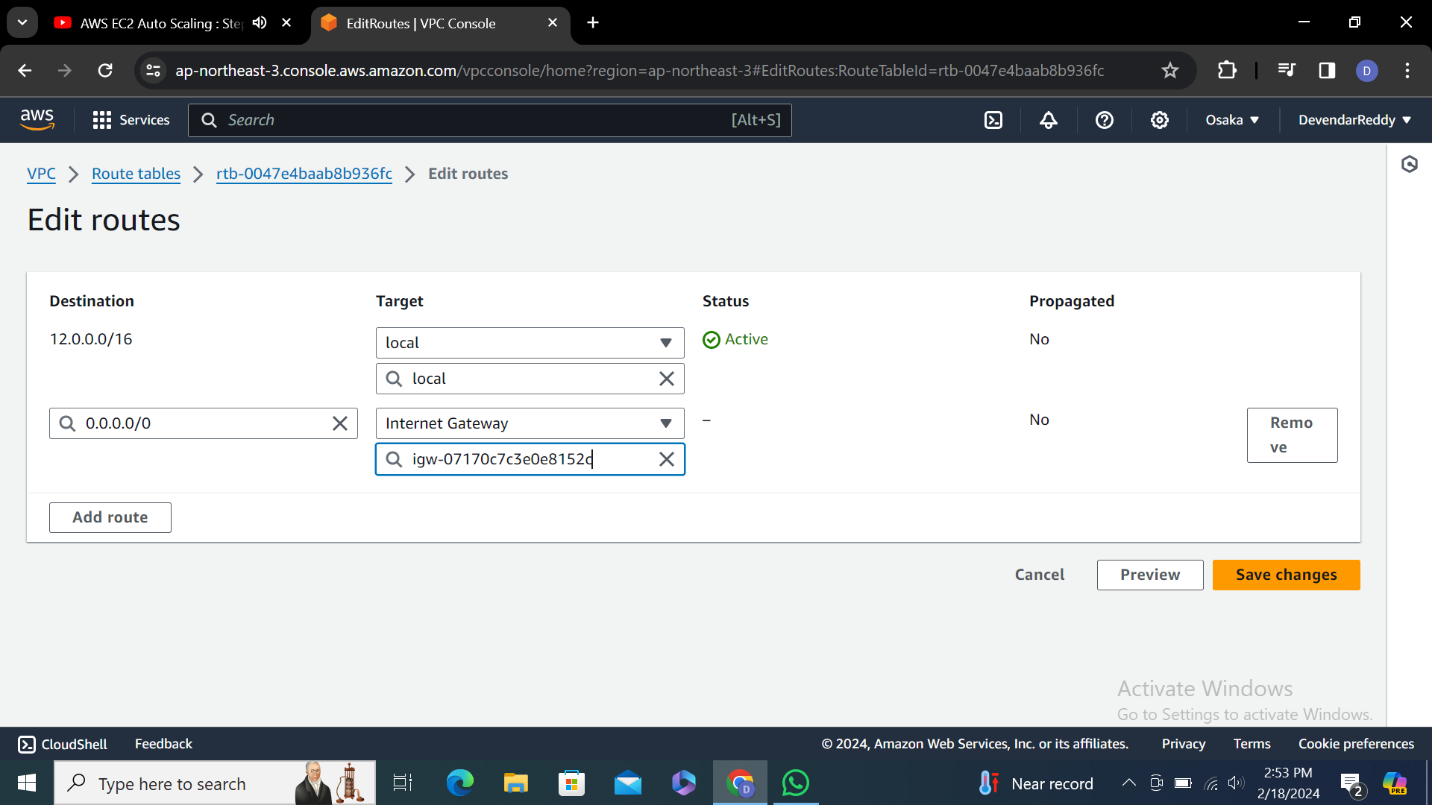 AWS EC2 Auto Scaling : Ste
EditRoutes | VPC Console
ap-northeast-3.console.aws.amazon.com/vpcconsole/home?region=ap-northeast-3#EditRoutes:RouteTableId=rtb-0047e4baab8b936fc
D
aws
Services
Search
[Alt+S]
Osaka
DevendarReddy
VPC
Route tables
rtb-0047e4baab8b936fc
Edit routes
Edit routes
Destination
Target
Status
Propagated
12.0.0.0/16
local
Active
No
local
0.0.0.0/0
Internet Gateway
–
No
Remo
ve
igw-07170c7c3e0e8152c
Add route
Cancel
Preview
Save changes
Activate Windows
Go to Settings to activate Windows.
CloudShell
Feedback
© 2024, Amazon Web Services, Inc. or its affiliates.
Privacy
Terms
Cookie preferences
Type here to search
D
Near record
2:53 PM
2/18/2024
2
PRE